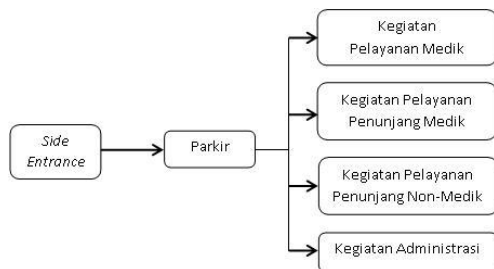 Side
Entrance
Parkir
Kegiatan
Pelayanan Medik
Kegiatan Pelayanan
Penunjang Medik
Kegiatan Pelayanan
Penunjang Non-Medik
Kegiatan Administrasi